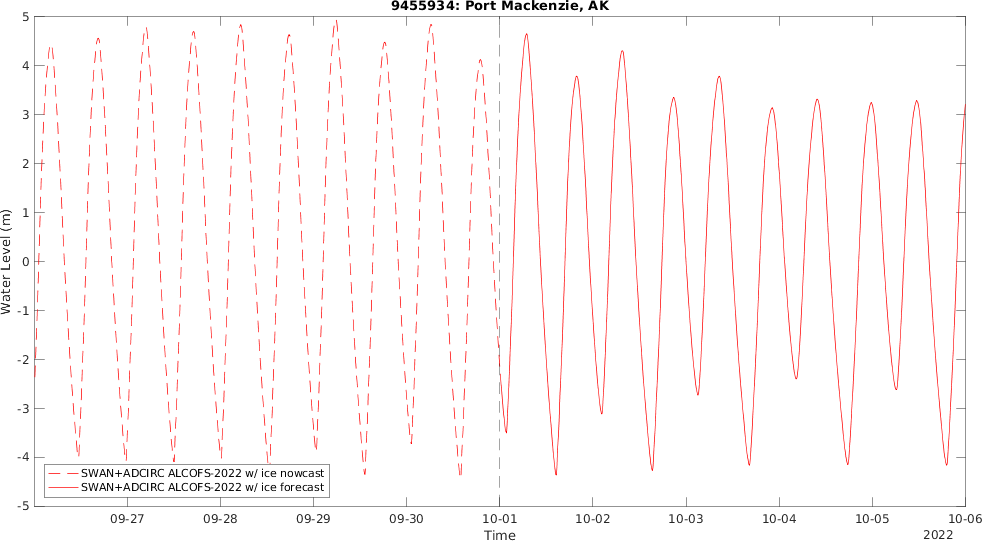 9455934: Port Mackenzie, AK
5
4
3
2
1
0
-1
-2
-3
-4
-5
Water Level (m)
SWAN+ADCIRC ALCOFS-2022 w/ ice nowcast
SWAN+ADCIRC ALCOFS-2022 w/ ice forecast
09-27 09-28 09-29 09-30 10-01 10-02 10-03 10-04 10-05 10-06
Time
2022